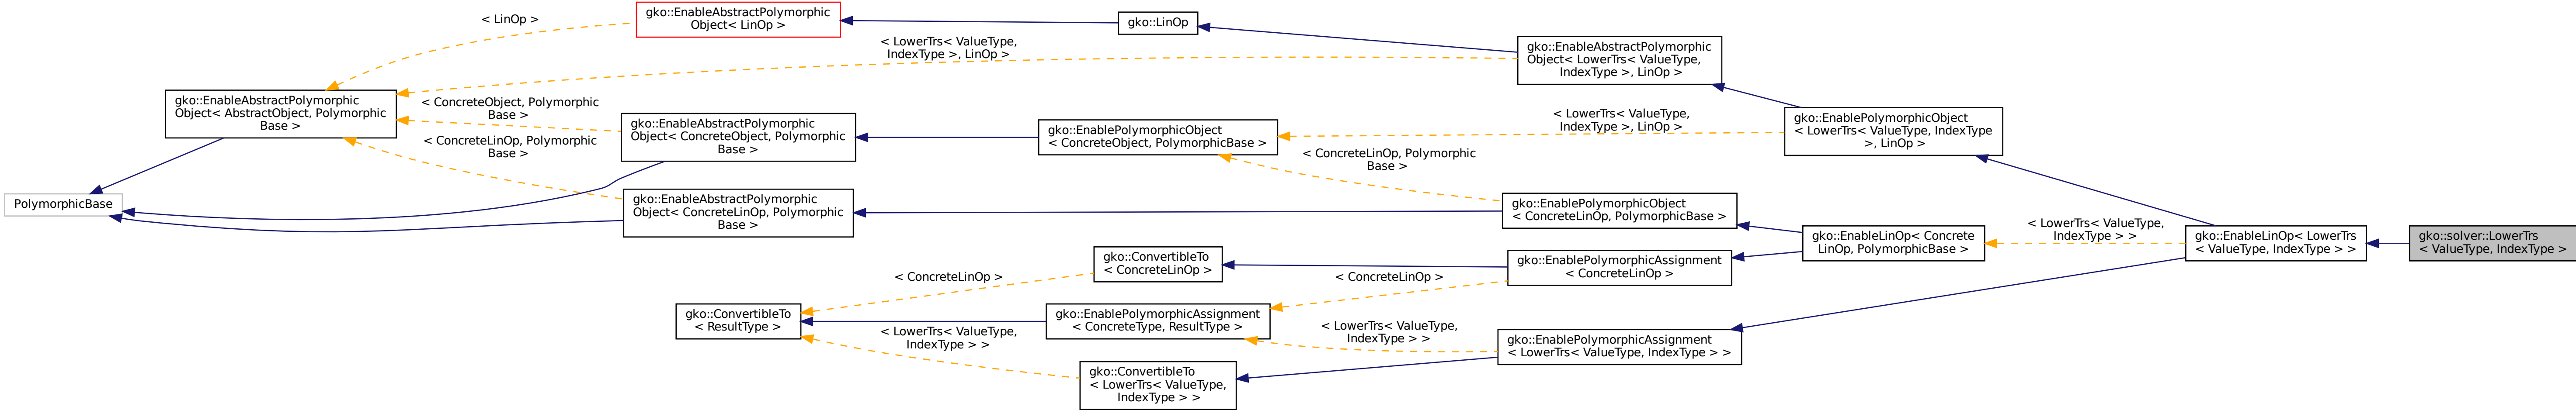 < LinOp >
gko::EnableAbstractPolymorphic
Object< LinOp >
gko::LinOp
< LowerTrs< ValueType,
IndexType >, LinOp >
gko::EnableAbstractPolymorphic
Object< LowerTrs< ValueType,
IndexType >, LinOp >
gko::EnableAbstractPolymorphic
Object< AbstractObject, Polymorphic
Base >
< ConcreteObject, Polymorphic
Base >
< ConcreteLinOp, Polymorphic
Base >
gko::EnableAbstractPolymorphic
Object< ConcreteObject, Polymorphic
Base >
gko::EnablePolymorphicObject
< ConcreteObject, PolymorphicBase >
< LowerTrs< ValueType,
IndexType >, LinOp >
gko::EnablePolymorphicObject
< LowerTrs< ValueType, IndexType
>, LinOp >
< ConcreteLinOp, Polymorphic
Base >
PolymorphicBase
gko::EnableAbstractPolymorphic
Object< ConcreteLinOp, Polymorphic
Base >
gko::EnablePolymorphicObject
< ConcreteLinOp, PolymorphicBase >
gko::EnableLinOp< Concrete
LinOp, PolymorphicBase >
< LowerTrs< ValueType,
IndexType > >
gko::EnableLinOp< LowerTrs
< ValueType, IndexType > >
gko::solver::LowerTrs
< ValueType, IndexType >
gko::ConvertibleTo
< ConcreteLinOp >
gko::EnablePolymorphicAssignment
< ConcreteLinOp >
< ConcreteLinOp >
< ConcreteLinOp >
gko::ConvertibleTo
< ResultType >
gko::EnablePolymorphicAssignment
< ConcreteType, ResultType >
< LowerTrs< ValueType,
IndexType > >
< LowerTrs< ValueType,
IndexType > >
gko::EnablePolymorphicAssignment
< LowerTrs< ValueType, IndexType > >
gko::ConvertibleTo
< LowerTrs< ValueType,
IndexType > >